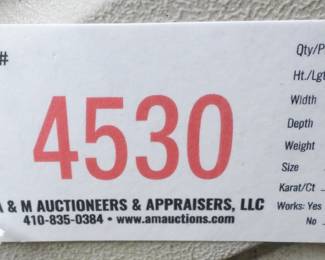 #
4530
& M AUCTIONEERS & APPRAISERS, LLC
410-835-0384 • www.amauctions.com
Qty/P
Ht./Lgt
Width
Depth
Weight
Size
Karat/Ct
Works: Yes
No